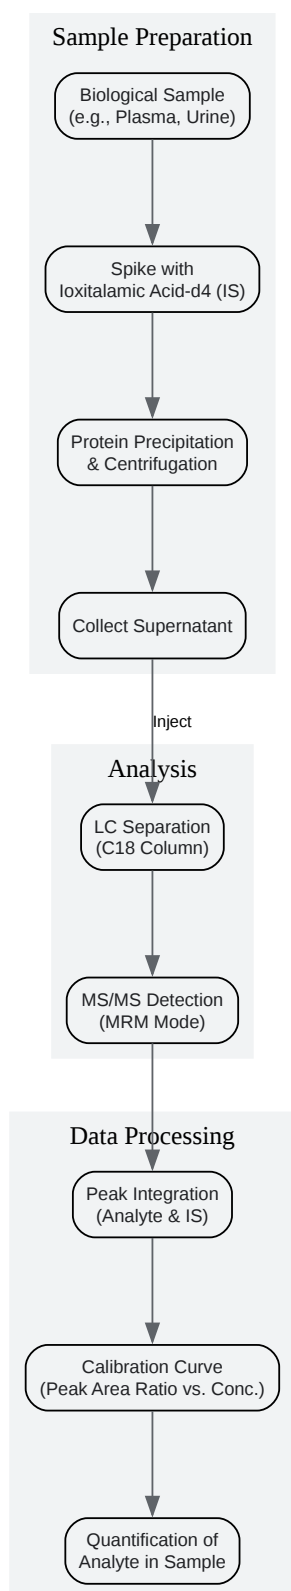 Sample Preparation
Biological Sample
(e.g., Plasma, Urine)
Spike with
Ioxitalamic Acid-d4 (IS)
Protein Precipitation
& Centrifugation
Collect Supernatant
Inject
Analysis
LC Separation
(C18 Column)
MS/MS Detection
(MRM Mode)
Data Processing
Peak Integration
(Analyte & IS)
Calibration Curve
(Peak Area Ratio vs. Conc.)
Quantification of
Analyte in Sample